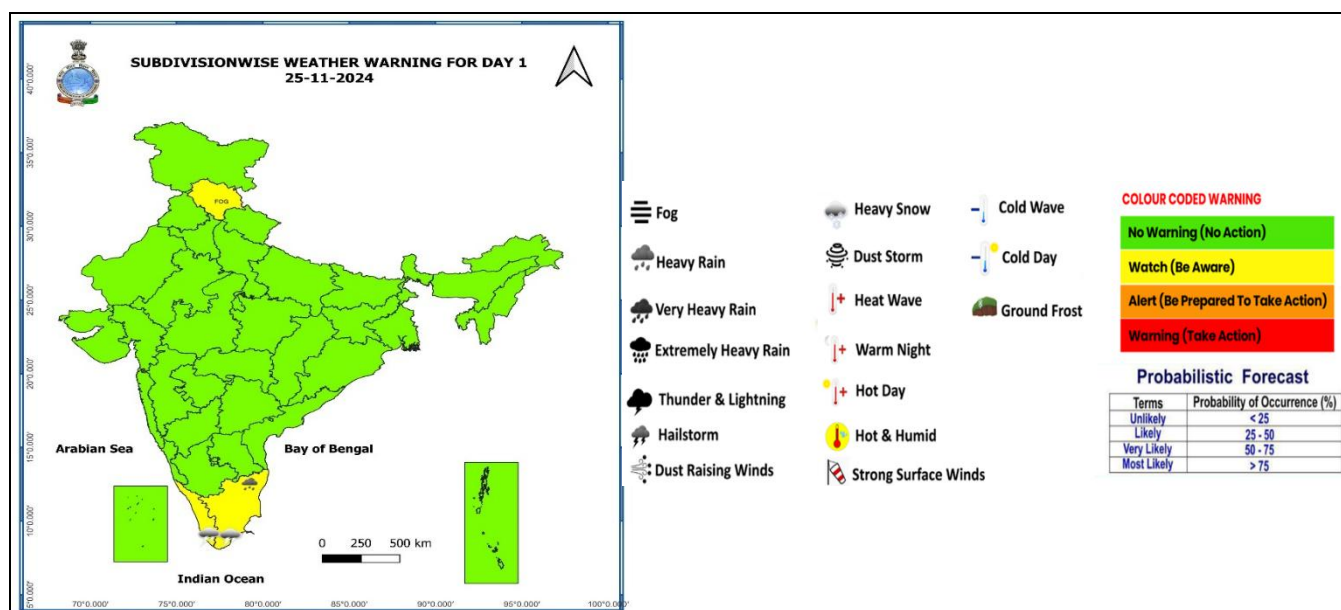 SUBDIVISIONWISE WEATHER WARNING FOR DAY 1
25-11-2024
40°0.000'
35°0.000'
30°0.000'
25°0.000'
20°0.000'
15°0.000'
10°0.000'
5°0.000'
FOG
Arabian Sea
Bay of Bengal
0 250 500 km
Indian Ocean
70°0.000' 75°0.000' 80°0.000' 85°0.000' 90°0.000' 95°0.000' 100°0.000'
Fog
Heavy Rain
Very Heavy Rain
Extremely Heavy Rain
Thunder & Lightning
Hailstorm
Dust Raising Winds
Heavy Snow
Dust Storm
Heat Wave
Warm Night
Hot Day
Hot & Humid
Strong Surface Winds
Cold Wave
Cold Day
Ground Frost
COLOUR CODED WARNING
No Warning (No Action)
Watch (Be Aware)
Alert (Be Prepared To Take Action)
Warning (Take Action)
Probabilistic Forecast
Terms Probability of Occurrence (%)
Unlikely < 25
Likely 25 - 50
Very Likely 50 - 75
Most Likely > 75